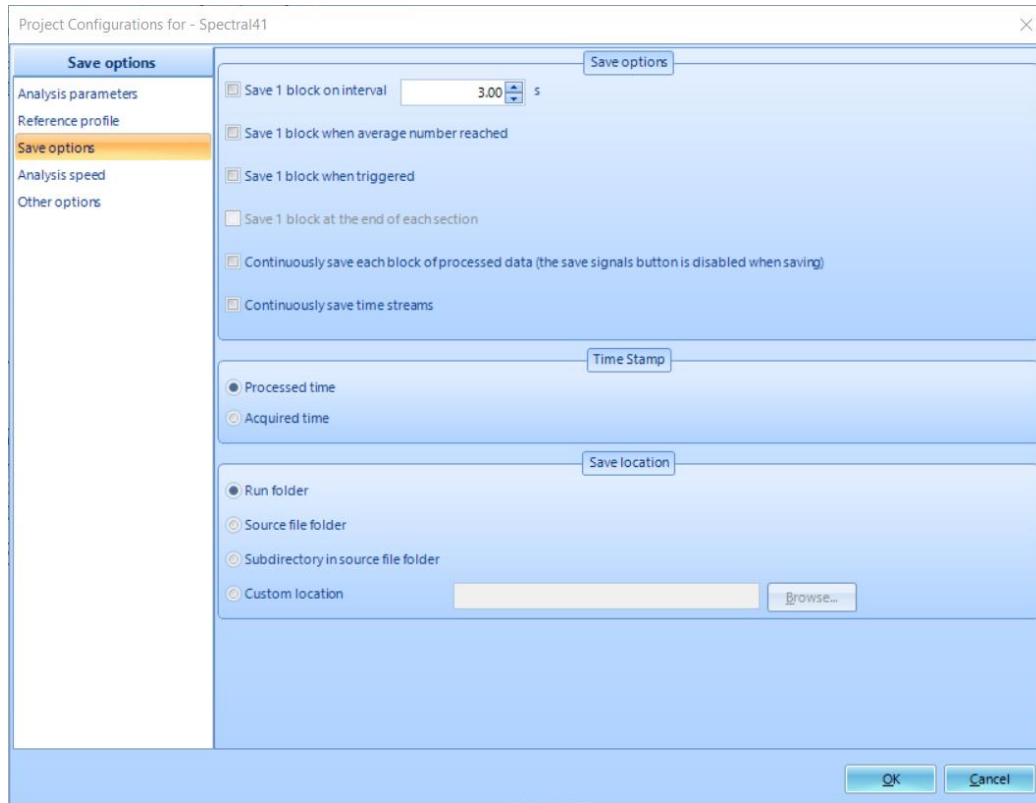 Project Configurations for - Spectral41
Save options
Analysis parameters
Reference profile
Save options
Analysis speed
Other options
Save options
Save 1 block on interval 3.00 s
Save 1 block when average number reached
Save 1 block when triggered
Save 1 block at the end of each section
Continuously save each block of processed data (the save signals button is disabled when saving)
Continuously save time streams
Time Stamp
Processed time
Acquired time
Save location
Run folder
Source file folder
Subdirectory in source file folder
Custom location Browse...
OK Cancel